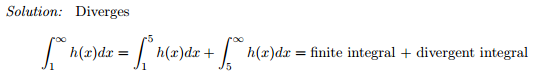 Solution: Diverges
∫₁^∞ h(x)dx = ∫₁^5 h(x)dx + ∫₅^∞ h(x)dx = finite integral + divergent integral